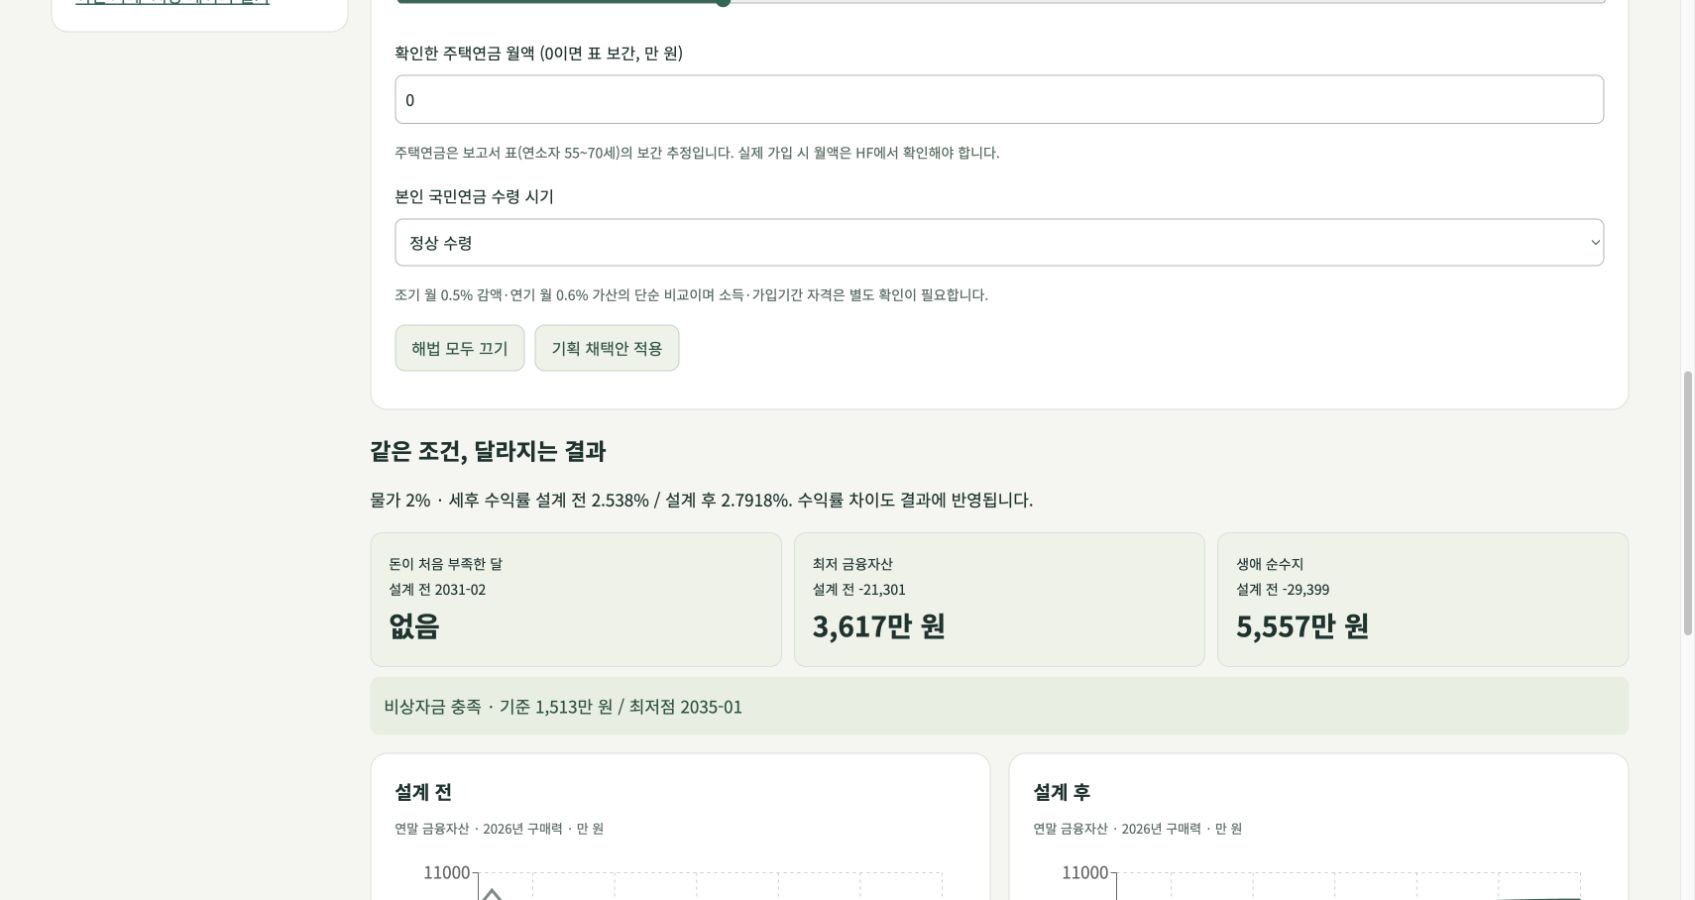 확인한 주택연금 월액 (0이면 표 보간, 만 원)
0
주택연금은 보고서 표(연소자 55~70세)의 보간 추정입니다. 실제 가입 시 월액은 HF에서 확인해야 합니다.
본인 국민연금 수령 시기
정상 수령
조기 월 0.5% 감액·연기 월 0.6% 가산의 단순 비교이며 소득·가입기간 자격은 별도 확인이 필요합니다.
해법 모두 끄기
기획 채택안 적용
같은 조건, 달라지는 결과
물가 2% · 세후 수익률 설계 전 2.538% / 설계 후 2.7918%. 수익률 차이도 결과에 반영됩니다.
돈이 처음 부족한 달
설계 전 2031-02
없음
최저 금융자산
설계 전 -21,301
3,617만 원
생애 순수지
설계 전 -29,399
5,557만 원
비상자금 충족 · 기준 1,513만 원 / 최저점 2035-01
설계 전
연말 금융자산 · 2026년 구매력 · 만 원
11000
설계 후
연말 금융자산 · 2026년 구매력 · 만 원
11000